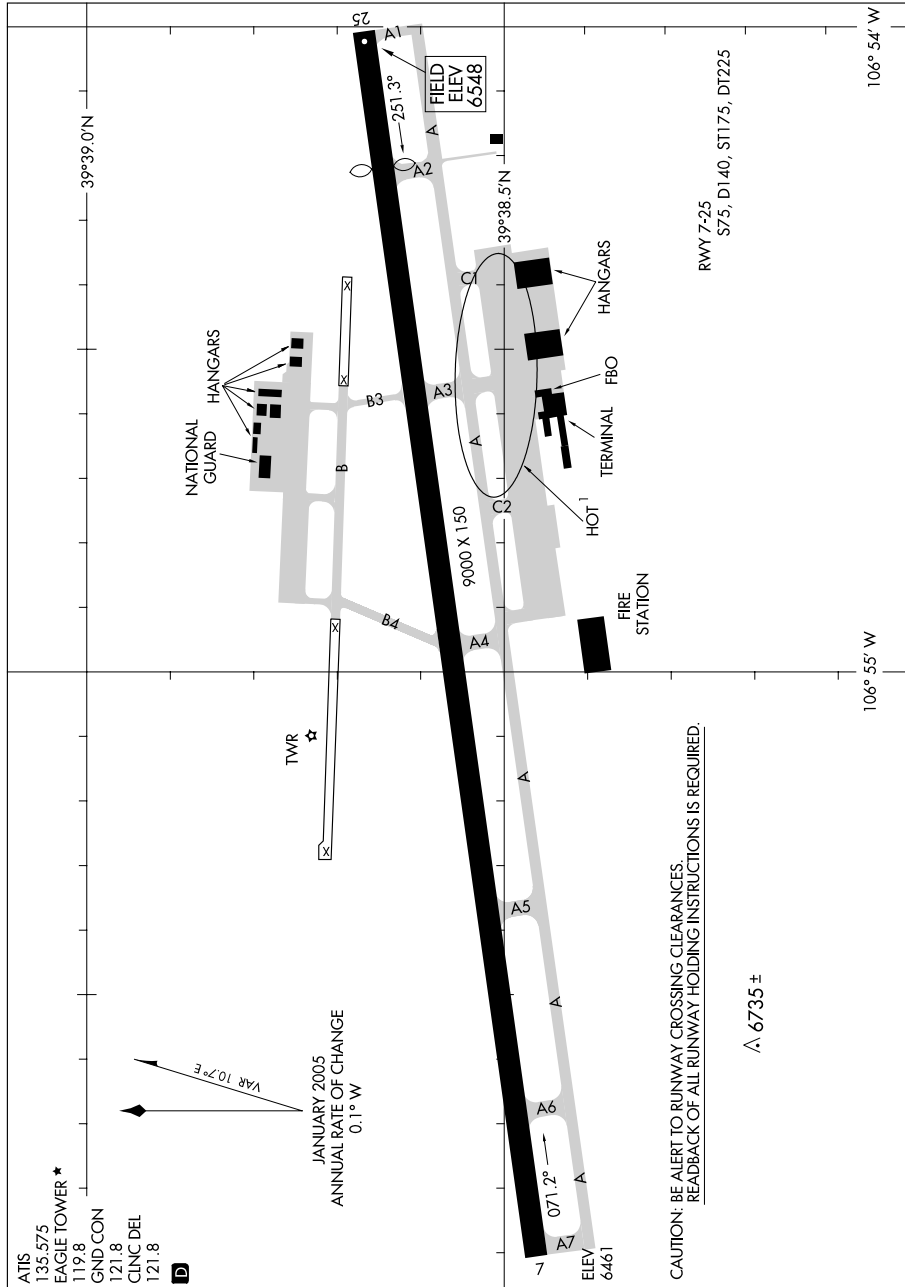 ATIS
135.575
EAGLE TOWER ★
119.8
GND CON
121.8
CLNC DEL
121.8
D
VAR 10.7° E
JANUARY 2005
ANNUAL RATE OF CHANGE
0.1° W
39°39.0'N
39°38.5'N
106° 55' W
106° 54' W
NATIONAL
GUARD
HANGARS
TWR
X
X
X
X
B
B3
B4
25
FIELD
ELEV
6548
251.3°
9000 X 150
A1
A2
A3
A4
A5
A6
A7
A
A
A
A
A
C1
C2
7
ELEV
6461
071.2°
HOT 1
TERMINAL
FBO
HANGARS
FIRE
STATION
RWY 7-25
S75, D140, ST175, DT225
CAUTION: BE ALERT TO RUNWAY CROSSING CLEARANCES.
READBACK OF ALL RUNWAY HOLDING INSTRUCTIONS IS REQUIRED.
6735 ±